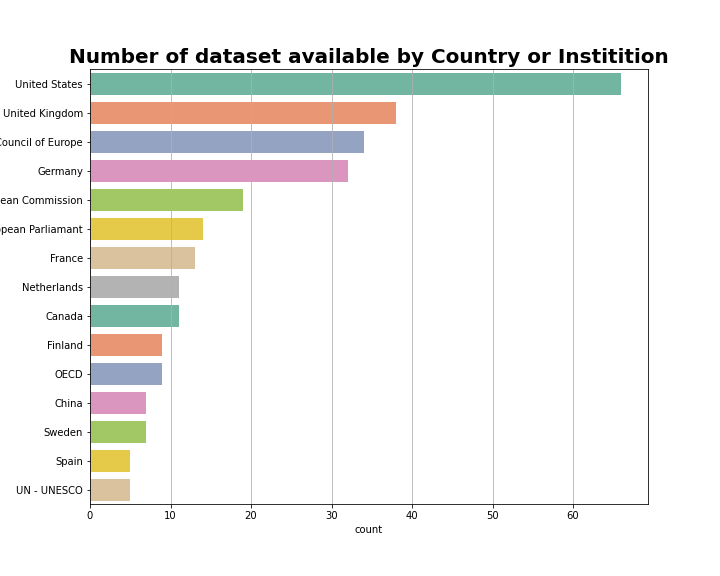 Number of dataset available by Country or Institition
United States
United Kingdom
Council of Europe
Germany
ean Commission
pean Parliamant
France
Netherlands
Canada
Finland
OECD
China
Sweden
Spain
UN - UNESCO
0 10 20 30 40 50 60
count